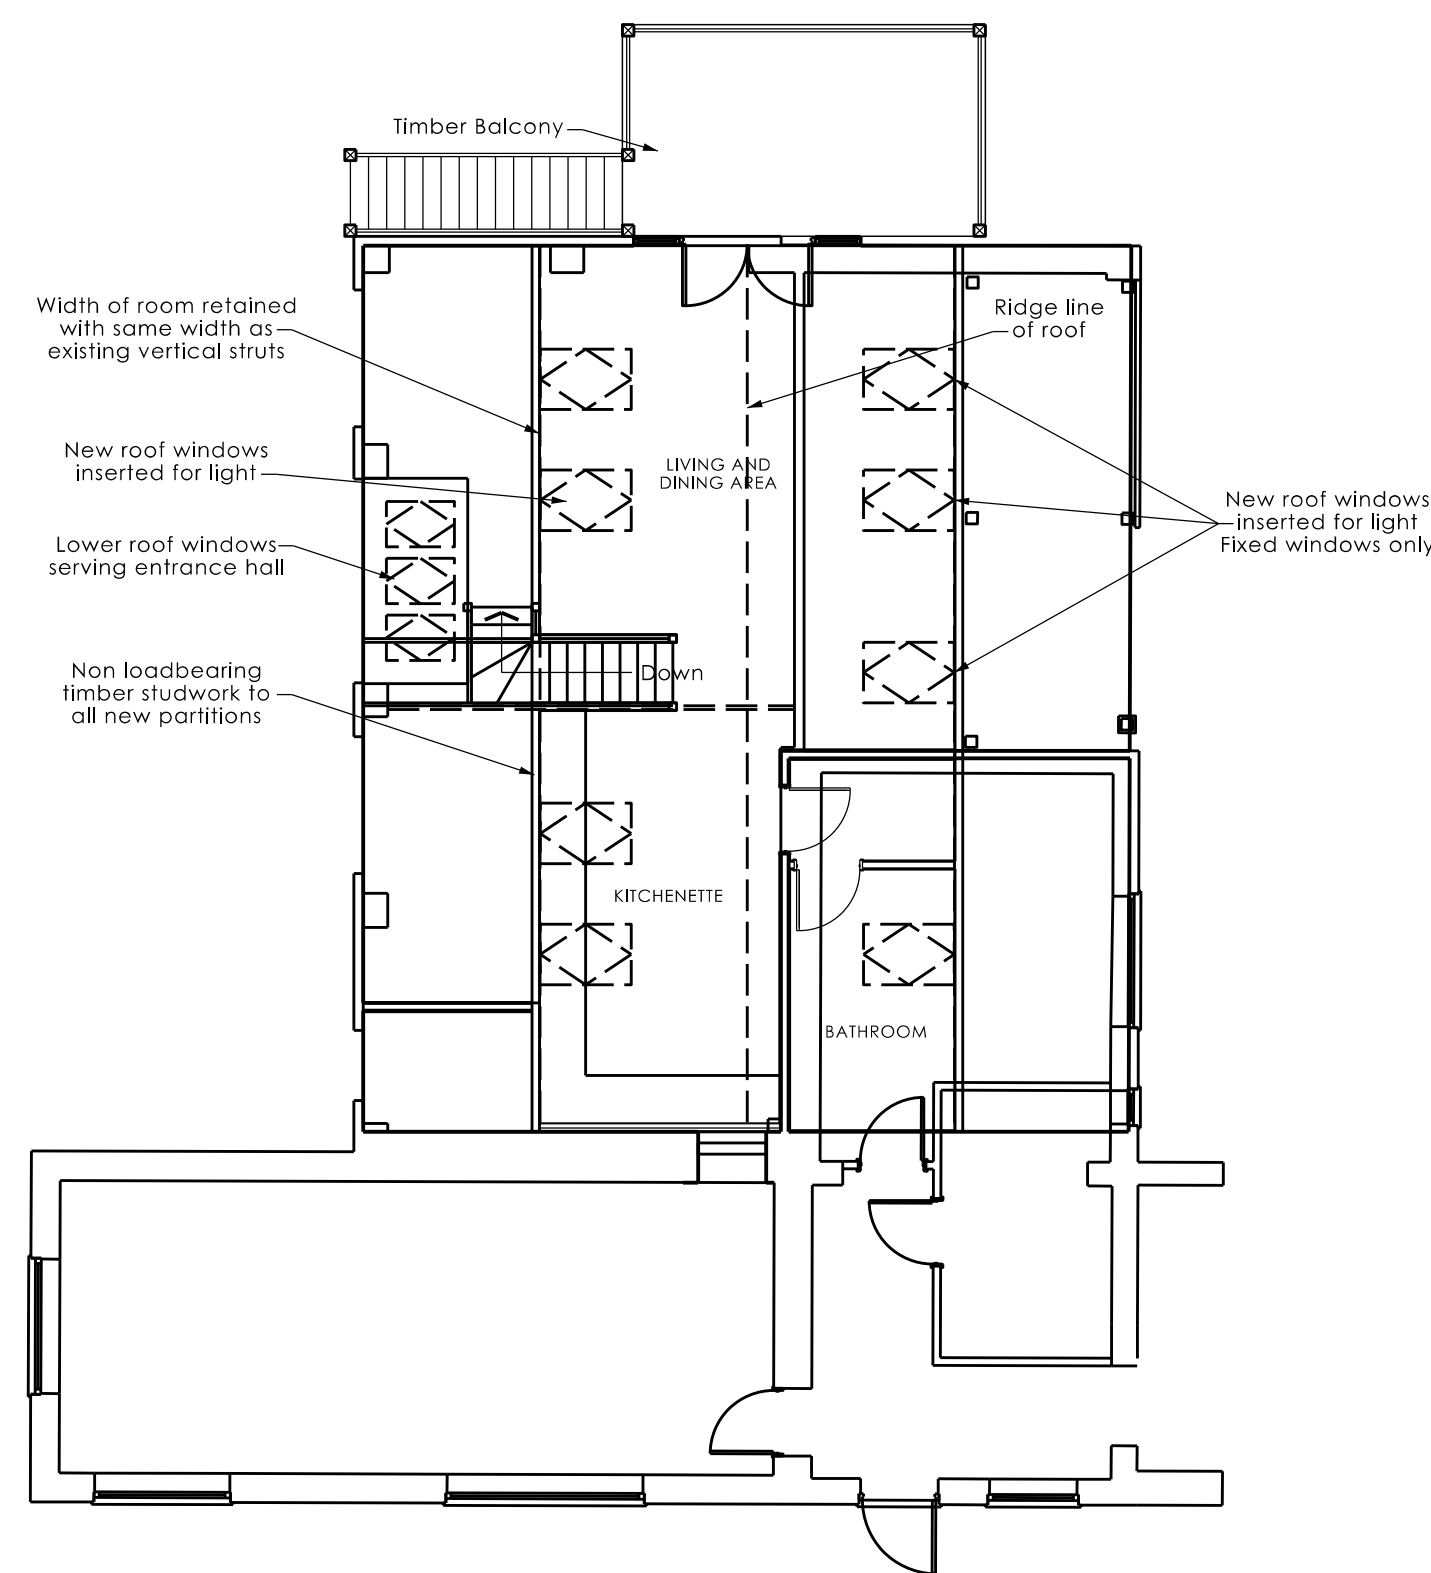 Timber Balcony
Width of room retained
with same width as
existing vertical struts
Ridge line
of roof
New roof windows
inserted for light
LIVING AND
DINING AREA
New roof windows
inserted for light
Fixed windows only
Lower roof windows
serving entrance hall
Non loadbearing
timber studwork to
all new partitions
Down
KITCHENETTE
BATHROOM